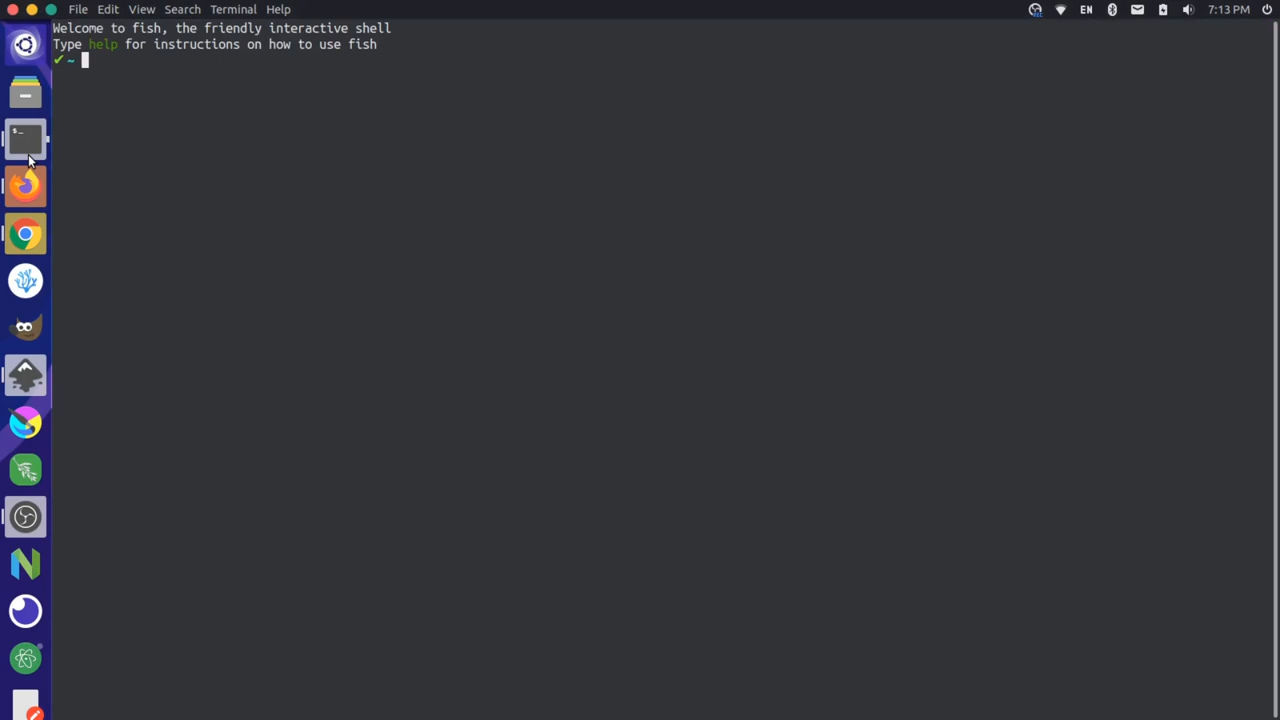 File Edit View Search Terminal Help
EN
7:13 PM
Welcome to fish, the friendly interactive shell
Type help for instructions on how to use fish
✔ ~
$_